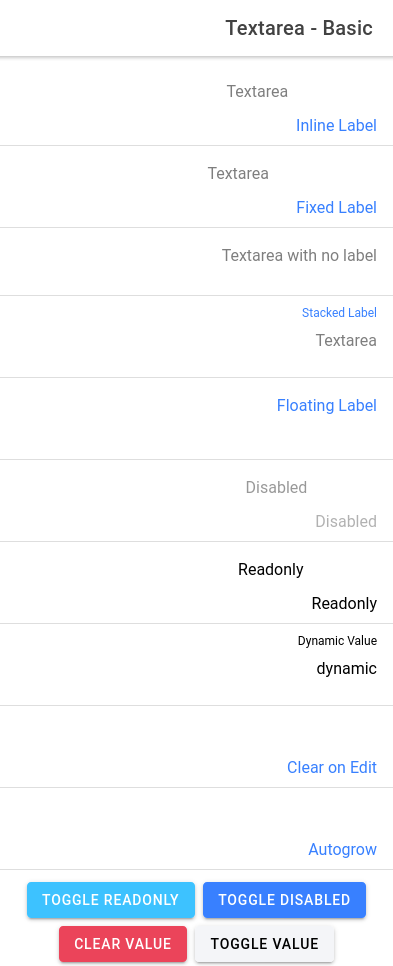 Textarea - Basic
Textarea
Inline Label
Textarea
Fixed Label
Textarea with no label
Stacked Label
Textarea
Floating Label
Disabled
Disabled
Readonly
Readonly
Dynamic Value
dynamic
Clear on Edit
Autogrow
TOGGLE READONLY TOGGLE DISABLED
CLEAR VALUE TOGGLE VALUE